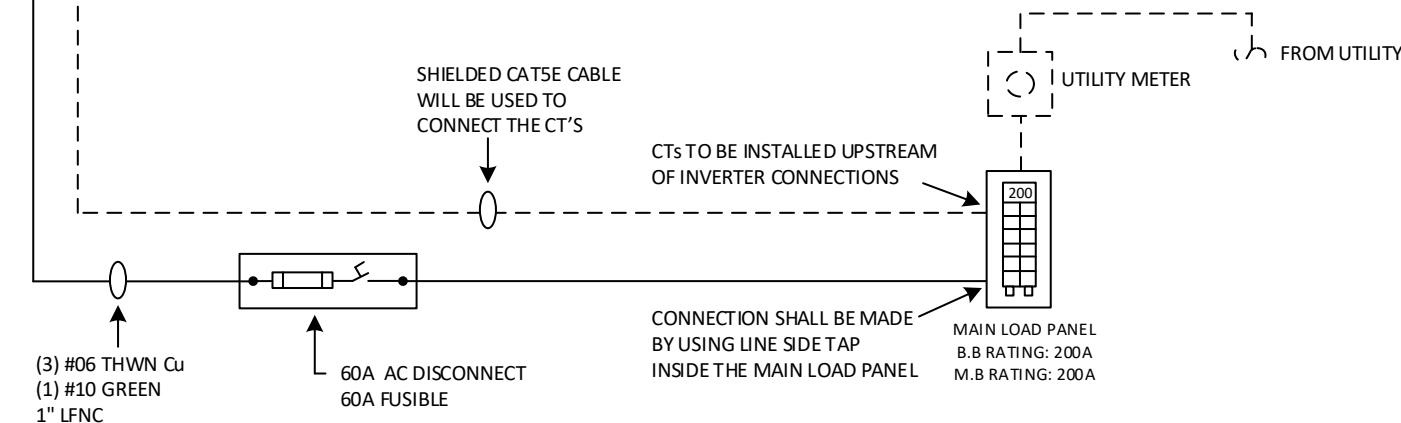 FROM UTILITY
UTILITY METER
SHIELDED CAT5E CABLE
WILL BE USED TO
CONNECT THE CT'S
CTs TO BE INSTALLED UPSTREAM
OF INVERTER CONNECTIONS
200
CONNECTION SHALL BE MADE
BY USING LINE SIDE TAP
INSIDE THE MAIN LOAD PANEL
MAIN LOAD PANEL
B.B RATING: 200A
M.B RATING: 200A
(3) #06 THWN Cu
(1) #10 GREEN
1" LFNC
60A AC DISCONNECT
60A FUSIBLE